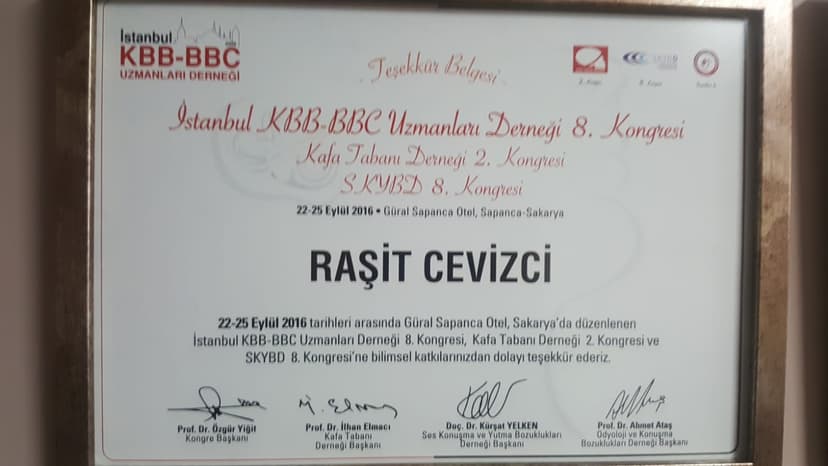 İstanbul
KBB-BBC
UZMANLARI DERNEĞİ
Teşekkür Belgesi
İstanbul KBB-BBC Uzmanları Derneği 8. Kongresi
Kafa Tabanı Derneği 2. Kongresi
SKYBD 8. Kongresi
22-25 Eylül 2016 • Güral Sapanca Otel, Sapanca-Sakarya
RAŞİT CEVİZCİ
22-25 Eylül 2016 tarihleri arasında Güral Sapanca Otel, Sakarya'da düzenlenen
İstanbul KBB-BBC Uzmanları Derneği 8. Kongresi, Kafa Tabanı Derneği 2. Kongresi ve
SKYBD 8. Kongresi'ne bilimsel katkılarınızdan dolayı teşekkür ederiz.
Prof. Dr. Özgür Yiğit
Kongre Başkanı
Prof. Dr. İlhan Elmacı
Kafa Tabanı
Derneği Başkanı
Doç. Dr. Kürşat YELKEN
Ses Konuşma ve Yutma Bozuklukları
Derneği Başkanı
Prof. Dr. Ahmet Ataş
Odyoloji ve Konuşma
Bozuklukları Derneği Başkanı